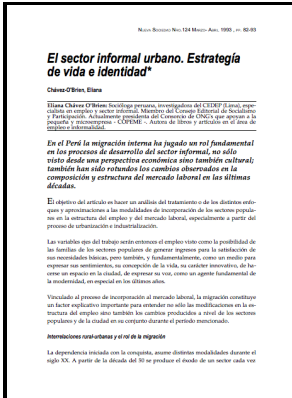 NUEVA SOCIEDAD NRO.124 MARZO- ABRIL 1993 , PP. 82-93
El sector informal urbano. Estrategía
de vida e identidad*
Chávez-O'Brien, Eliana
Eliana Chávez O'Brien: Socióloga peruana, investigadora del CEDEP (Lima), espe-
cialista en empleo y sector informal. Miembro del Consejo Editorial de Socialismo
y Participación. Actualmente presidenta del Consorcio de ONG's que apoyan a la
pequeña y microempresa - COPEME -. Autora de libros y artículos en el área de
empleo e informalidad.
En el Perú la migración interna ha jugado un rol fundamental
en los procesos de desarrollo del sector informal, no sólo
visto desde una perspectiva económica sino también cultural;
también han sido rotundos los cambios observados en la
composición y estructura del mercado laboral en las últimas
décadas.
El objetivo del artículo es hacer un análisis del tratamiento o de los distintos enfo-
ques y aproximaciones a las modalidades de incorporación de los sectores popula-
res en la estructura del empleo y del mercado laboral, especialmente a partir del
proceso de urbanización e industrialización.
Las variables ejes del trabajo serán entonces el empleo visto como la posibilidad de
las familias de los sectores populares de generar ingresos para la satisfacción de
sus necesidades básicas, pero también, y fundamentalmente, como un medio para
expresar sus sentimientos, su concepción de la vida, su carácter innovativo, de ha-
cerse un espacio en la ciudad, de expresar su voz, como un agente fundamental de
la modernidad, en especial en los últimos años.
Vinculado al proceso de incorporación al mercado laboral, la migración constituye
un factor explicativo importante para entender no sólo las modificaciones en la es-
tructura del empleo sino también los cambios producidos a nivel de los sectores
populares y de la ciudad en su conjunto durante el período mencionado.
Interrelaciones rural-urbanas y el rol de la migración
La dependencia iniciada con la conquista, asume distintas modalidades durante el
siglo XX. A partir de la década del 50 se produce el éxodo de un sector cada vez